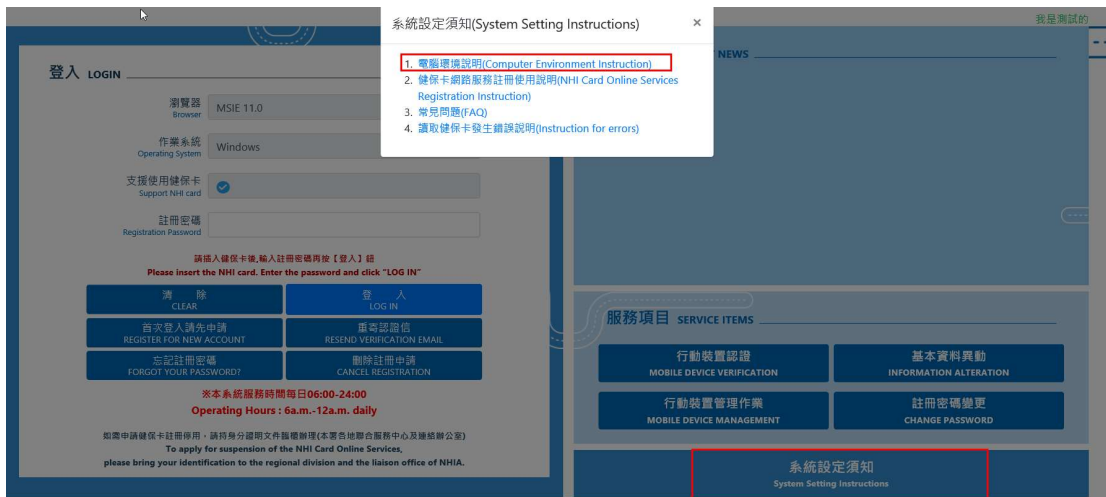 系統設定須知(System Setting Instructions)
×
1. 電腦環境說明(Computer Environment Instruction)
2. 健保卡網路服務註冊使用說明(NHI Card Online Services
Registration Instruction)
3. 常見問題(FAQ)
4. 讀取健保卡發生錯誤說明(Instruction for errors)
我是測試的
登入 LOGIN
瀏覽器
Browser
MSIE 11.0
作業系統
Operating System
Windows
支援使用健保卡
Support NHI card
註冊密碼
Registration Password
請插入健保卡後,輸入註冊密碼再按【登入】鈕
Please insert the NHI card. Enter the password and click “LOG IN”
清 除
CLEAR
登 入
LOG IN
首次登入請先申請
REGISTER FOR NEW ACCOUNT
重寄認證信
RESEND VERIFICATION EMAIL
忘記註冊密碼
FORGOT YOUR PASSWORD?
刪除註冊申請
CANCEL REGISTRATION
※本系統服務時間每日06:00-24:00
Operating Hours : 6a.m.-12a.m. daily
如需申請健保卡註冊停用，請持身分證明文件臨櫃辦理(本署各地聯合服務中心及連絡辦公室)
To apply for suspension of the NHI Card Online Services,
please bring your identification to the regional division and the liaison office of NHIA.
NEWS
服務項目 SERVICE ITEMS
行動裝置認證
MOBILE DEVICE VERIFICATION
基本資料異動
INFORMATION ALTERATION
行動裝置管理作業
MOBILE DEVICE MANAGEMENT
註冊密碼變更
CHANGE PASSWORD
系統設定須知
System Setting Instructions